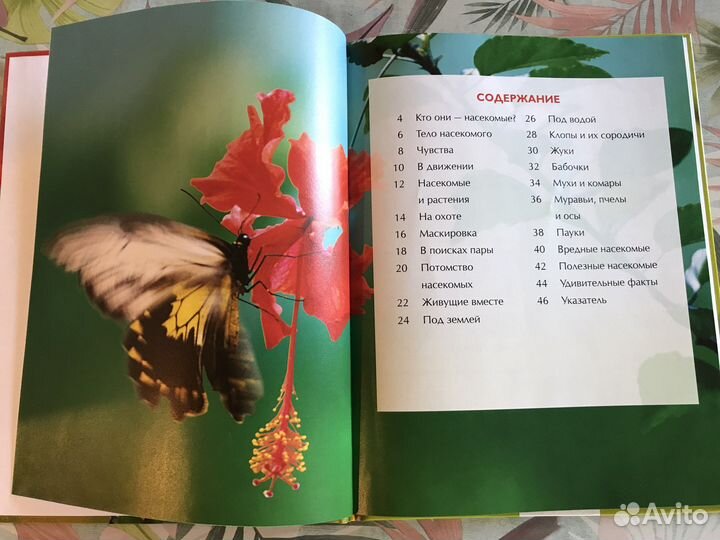 СОДЕРЖАНИЕ
4 Кто они — насекомые?
6 Тело насекомого
8 Чувства
10 В движении
12 Насекомые
и растения
14 На охоте
16 Маскировка
18 В поисках пары
20 Потомство
насекомых
22 Живущие вместе
24 Под землей
26 Под водой
28 Клопы и их сородичи
30 Жуки
32 Бабочки
34 Мухи и комары
36 Муравьи, пчелы
и осы
38 Пауки
40 Вредные насекомые
42 Полезные насекомые
44 Удивительные факты
46 Указатель
Avito